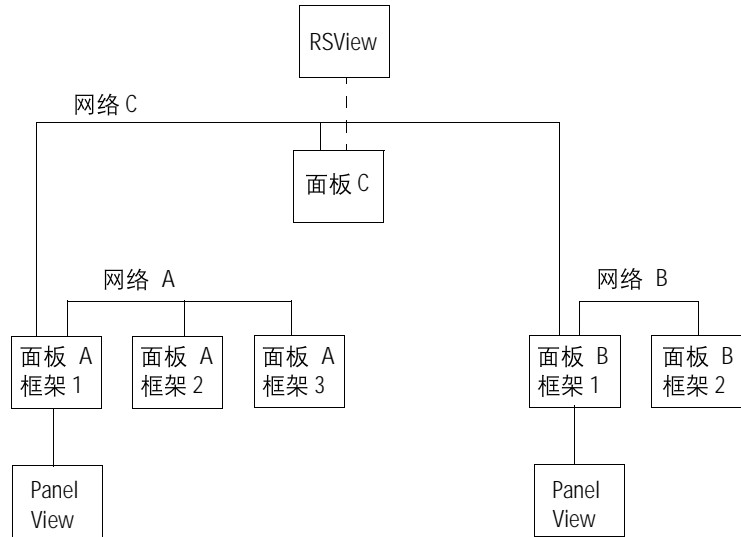 RSView
网络 C
面板 C
网络 A
网络 B
面板 A
框架 1
面板 A
框架 2
面板 A
框架 3
面板 B
框架 1
面板 B
框架 2
Panel
View
Panel
View